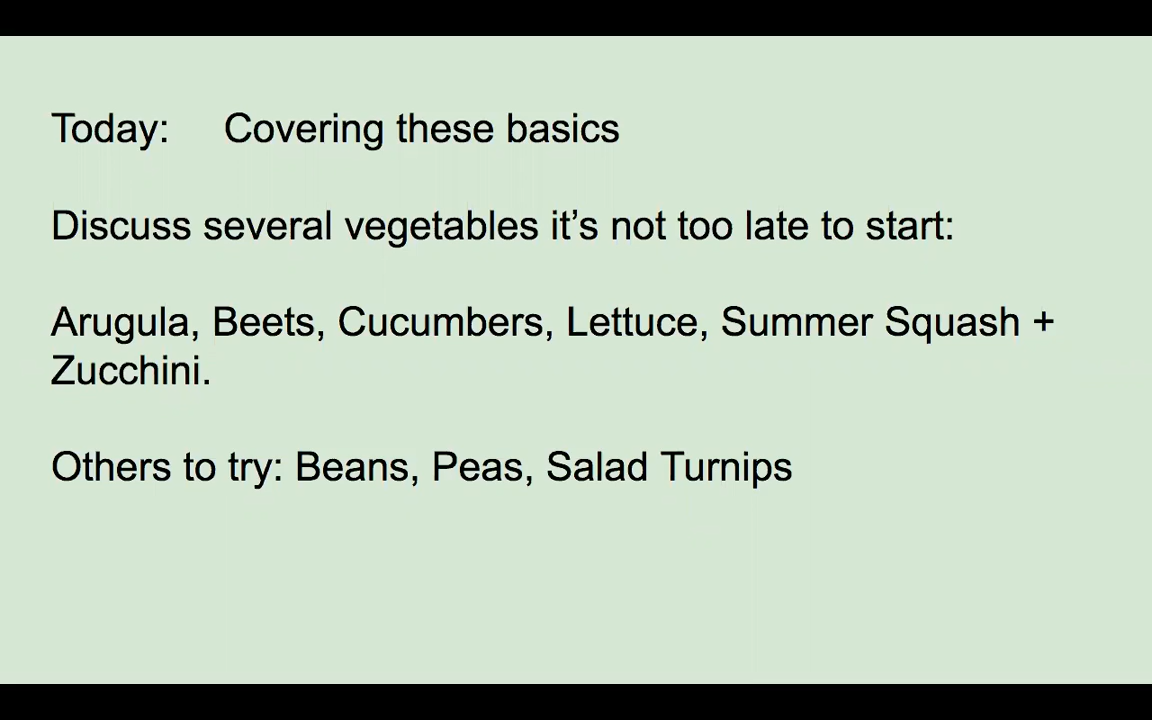 Today: Covering these basics
Discuss several vegetables it’s not too late to start:
Arugula, Beets, Cucumbers, Lettuce, Summer Squash +
Zucchini.
Others to try: Beans, Peas, Salad Turnips